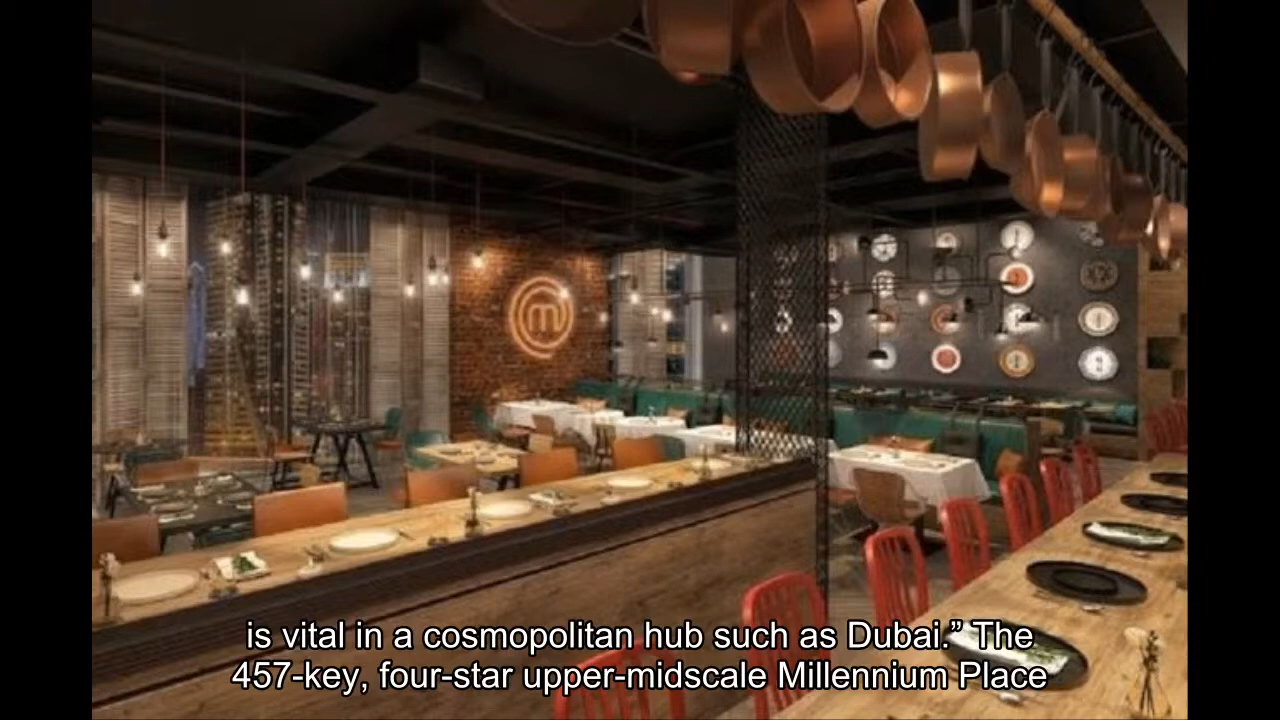 m
is vital in a cosmopolitan hub such as Dubai.” The
457-key, four-star upper-midscale Millennium Place